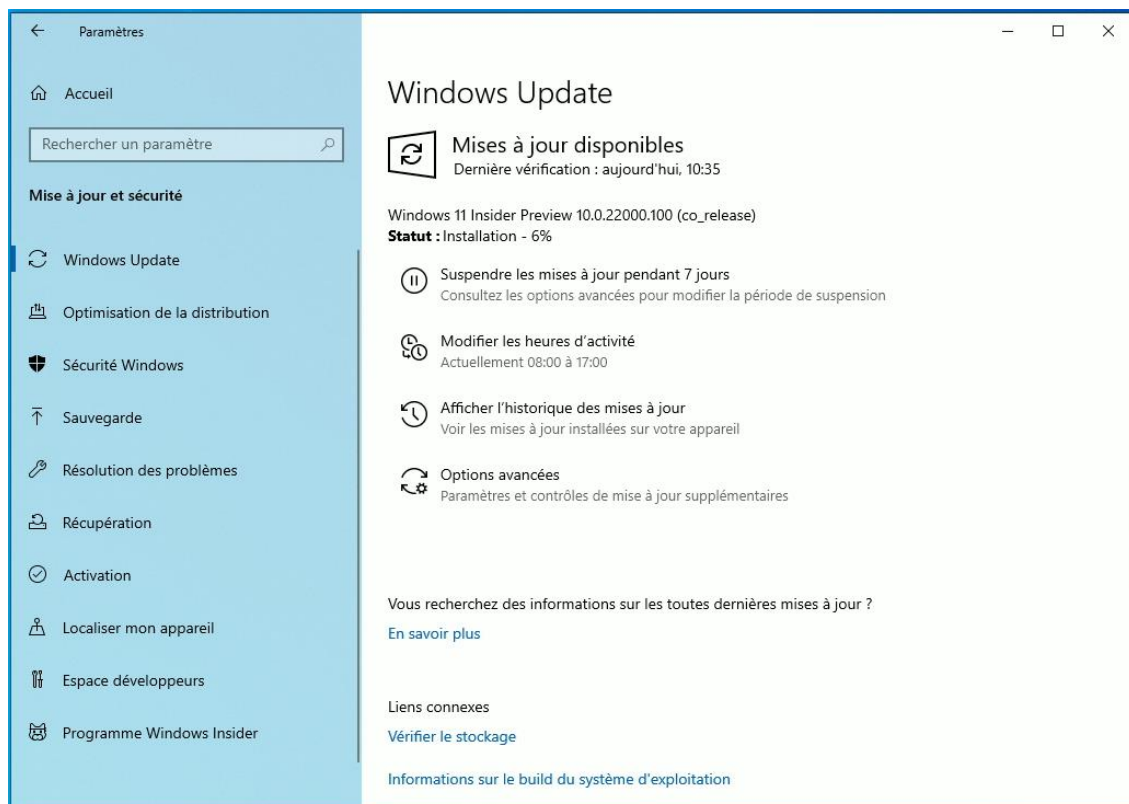 Paramètres
Accueil
Rechercher un paramètre
Mise à jour et sécurité
Windows Update
Optimisation de la distribution
Sécurité Windows
Sauvegarde
Résolution des problèmes
Récupération
Activation
Localiser mon appareil
Espace développeurs
Programme Windows Insider
Windows Update
Mises à jour disponibles
Dernière vérification : aujourd'hui, 10:35
Windows 11 Insider Preview 10.0.22000.100 (co_release)
Statut : Installation - 6%
Suspendre les mises à jour pendant 7 jours
Consultez les options avancées pour modifier la période de suspension
Modifier les heures d’activité
Actuellement 08:00 à 17:00
Afficher l’historique des mises à jour
Voir les mises à jour installées sur votre appareil
Options avancées
Paramètres et contrôles de mise à jour supplémentaires
Vous recherchez des informations sur les toutes dernières mises à jour ?
En savoir plus
Liens connexes
Vérifier le stockage
Informations sur le build du système d'exploitation